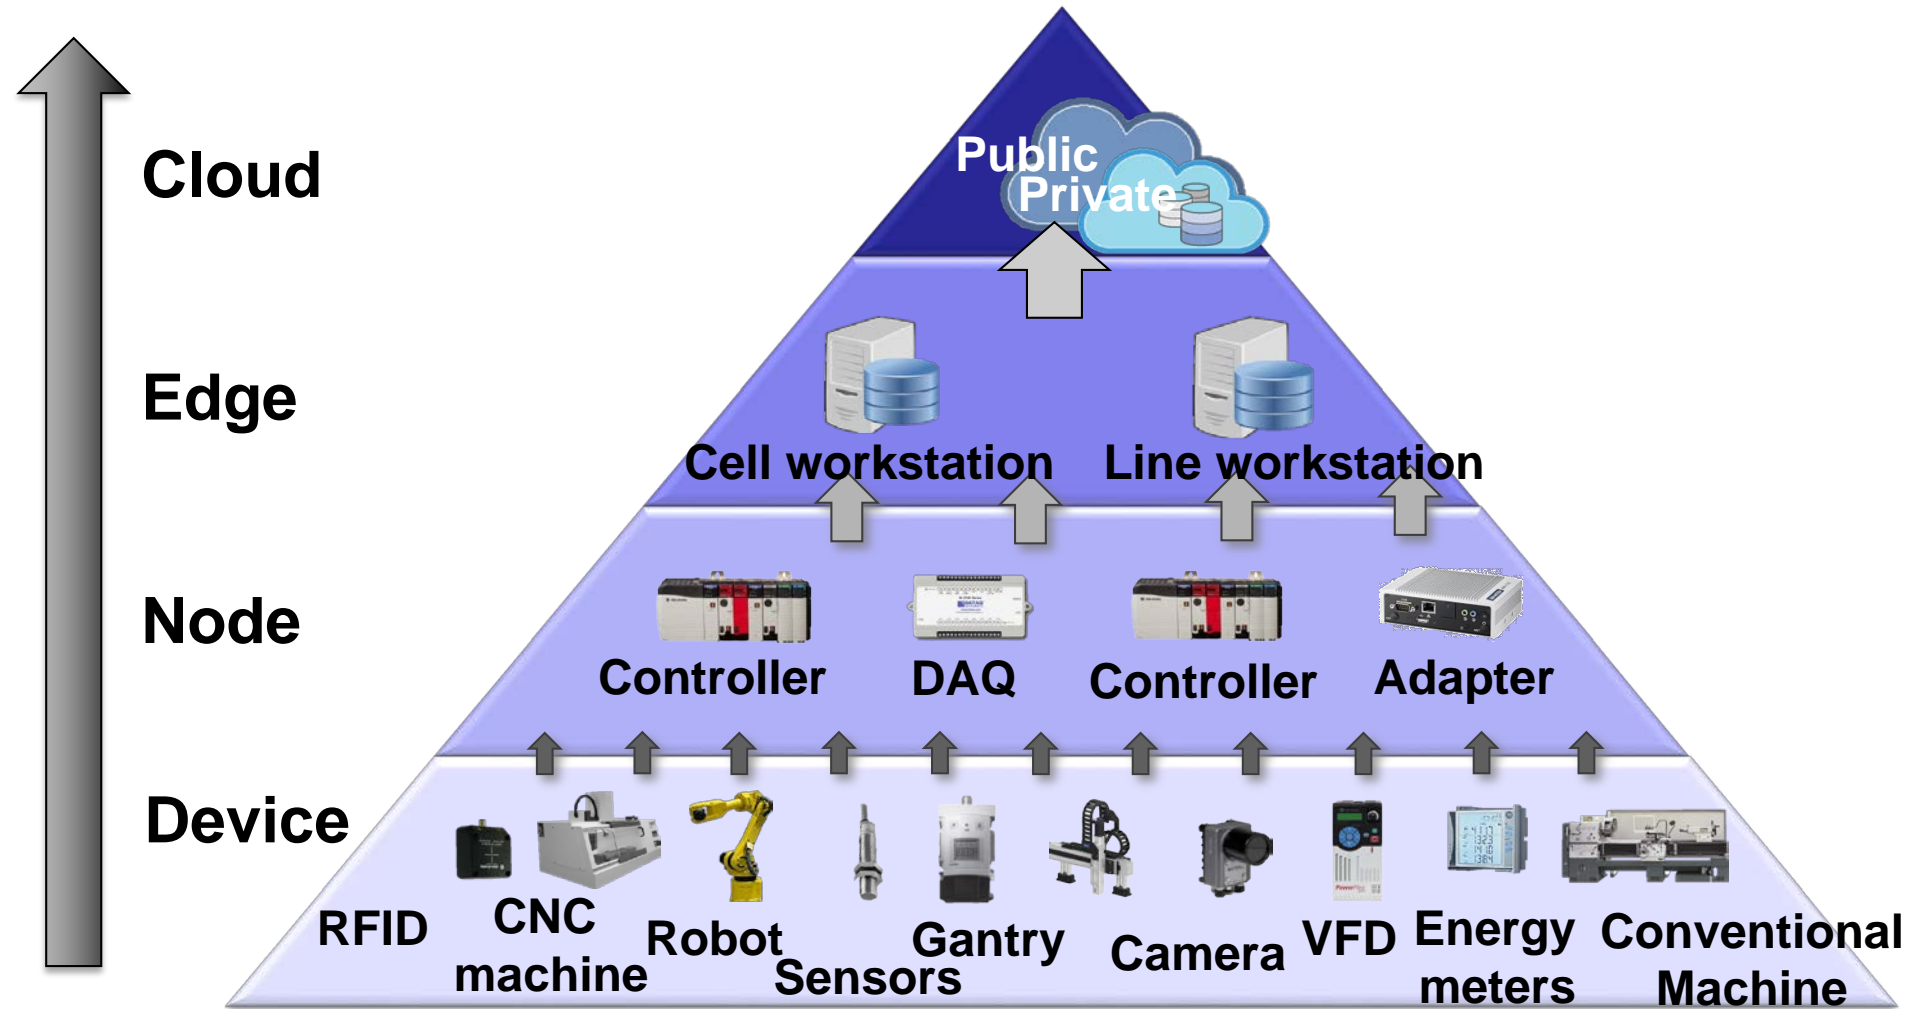 Cloud
Public
Private
Edge
Cell workstation
Line workstation
Node
Controller
DAQ
Controller
Adapter
Device
RFID
CNC
machine
Robot
Sensors
Gantry
Camera
VFD
Energy
meters
Conventional
Machine